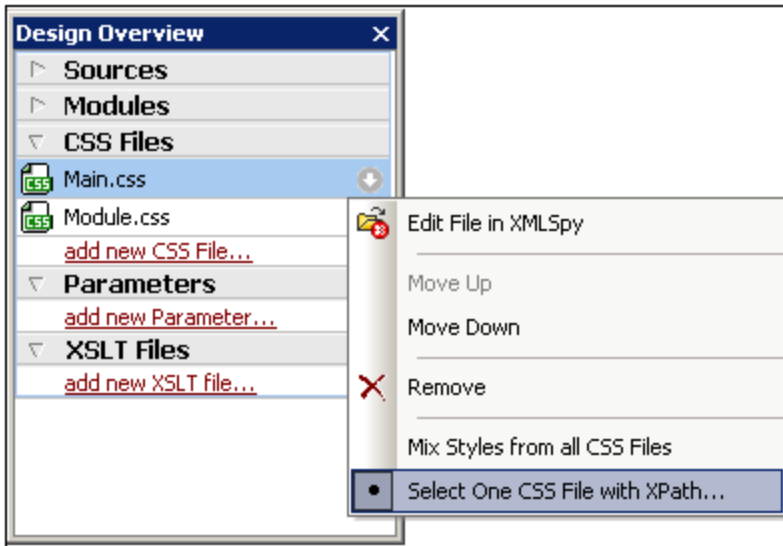 Design Overview
Sources
Modules
CSS Files
css Main.css
css Module.css
add new CSS File...
Parameters
add new Parameter...
XSLT Files
add new XSLT file...
Edit File in XMLSpy
Move Up
Move Down
Remove
Mix Styles from all CSS Files
Select One CSS File with XPath...